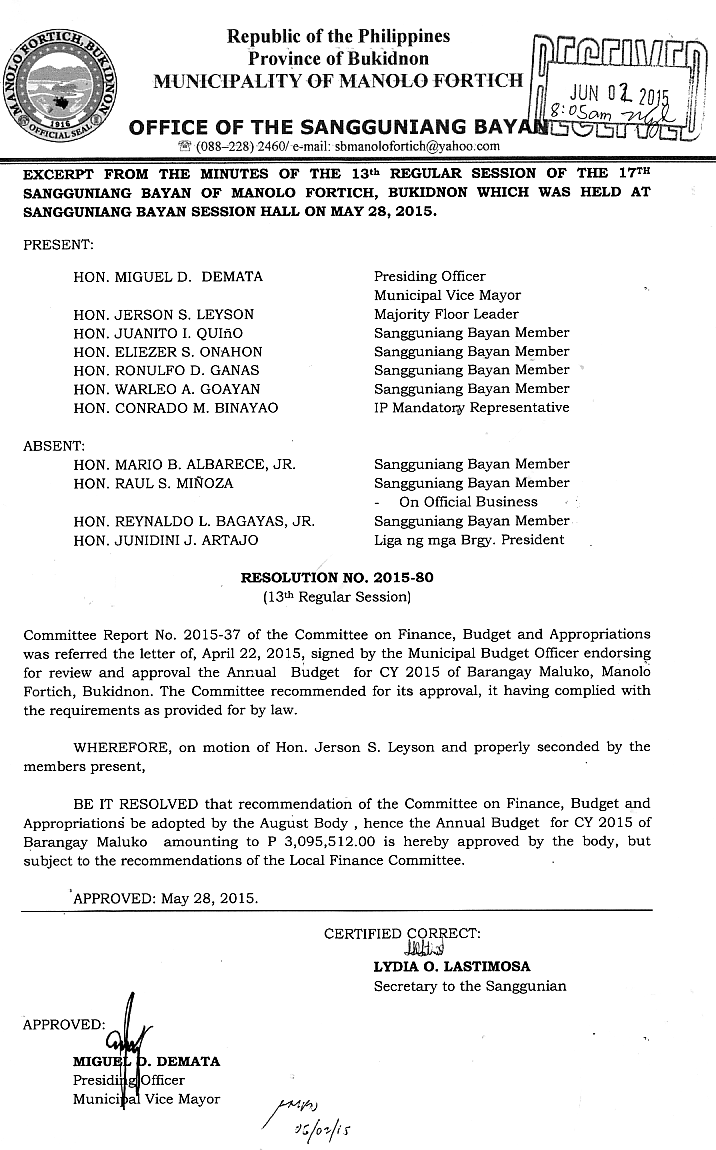 Republic of the Philippines
Province of Bukidnon
MUNICIPALITY OF MANOLO FORTICH
MANOLO FORTICH, BUKIDNON
1916
OFFICIAL SEAL
RECEIVED
JUN 02 2015
8:05am
OFFICE OF THE SANGGUNIANG BAYAN
☏ (088–228) 2460/ e-mail: sbmanolofortich@yahoo.com
EXCERPT FROM THE MINUTES OF THE 13th REGULAR SESSION OF THE 17TH
SANGGUNIANG BAYAN OF MANOLO FORTICH, BUKIDNON WHICH WAS HELD AT
SANGGUNIANG BAYAN SESSION HALL ON MAY 28, 2015.
PRESENT:
HON. MIGUEL D. DEMATA Presiding Officer
Municipal Vice Mayor
HON. JERSON S. LEYSON Majority Floor Leader
HON. JUANITO I. QUIñO Sangguniang Bayan Member
HON. ELIEZER S. ONAHON Sangguniang Bayan Member
HON. RONULFO D. GANAS Sangguniang Bayan Member
HON. WARLEO A. GOAYAN Sangguniang Bayan Member
HON. CONRADO M. BINAYAO IP Mandatory Representative
ABSENT:
HON. MARIO B. ALBARECE, JR. Sangguniang Bayan Member
HON. RAUL S. MIÑOZA Sangguniang Bayan Member
- On Official Business
HON. REYNALDO L. BAGAYAS, JR. Sangguniang Bayan Member
HON. JUNIDINI J. ARTAJO Liga ng mga Brgy. President
RESOLUTION NO. 2015-80
(13th Regular Session)
Committee Report No. 2015-37 of the Committee on Finance, Budget and Appropriations
was referred the letter of, April 22, 2015, signed by the Municipal Budget Officer endorsing
for review and approval the Annual Budget for CY 2015 of Barangay Maluko, Manolo
Fortich, Bukidnon. The Committee recommended for its approval, it having complied with
the requirements as provided for by law.
WHEREFORE, on motion of Hon. Jerson S. Leyson and properly seconded by the
members present,
BE IT RESOLVED that recommendation of the Committee on Finance, Budget and
Appropriations be adopted by the August Body , hence the Annual Budget for CY 2015 of
Barangay Maluko amounting to P 3,095,512.00 is hereby approved by the body, but
subject to the recommendations of the Local Finance Committee.
APPROVED: May 28, 2015.
CERTIFIED CORRECT:
LYDIA O. LASTIMOSA
Secretary to the Sanggunian
APPROVED:
MIGUEL D. DEMATA
Presiding Officer
Municipal Vice Mayor
05/02/15